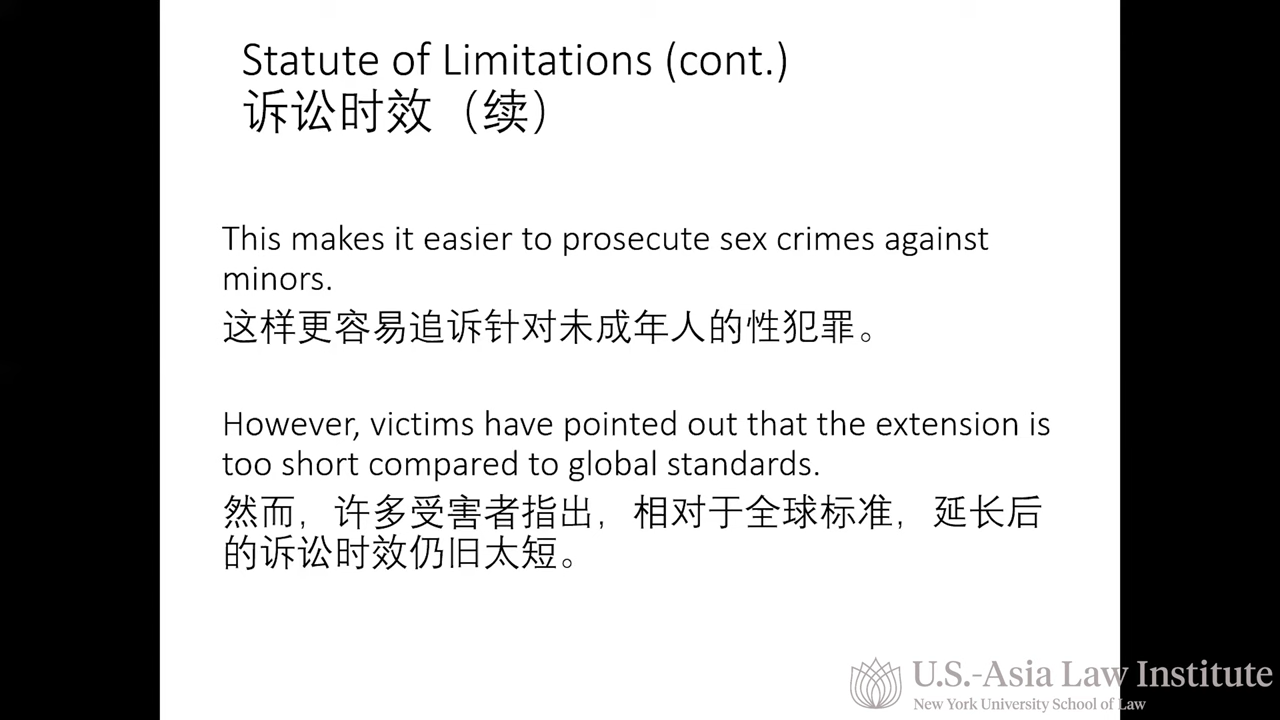 Statute of Limitations (cont.)
诉讼时效（续）
This makes it easier to prosecute sex crimes against
minors.
这样更容易追诉针对未成年人的性犯罪。
However, victims have pointed out that the extension is
too short compared to global standards.
然而，许多受害者指出，相对于全球标准，延长后
的诉讼时效仍旧太短。
U.S.-Asia Law Institute
New York University School of Law